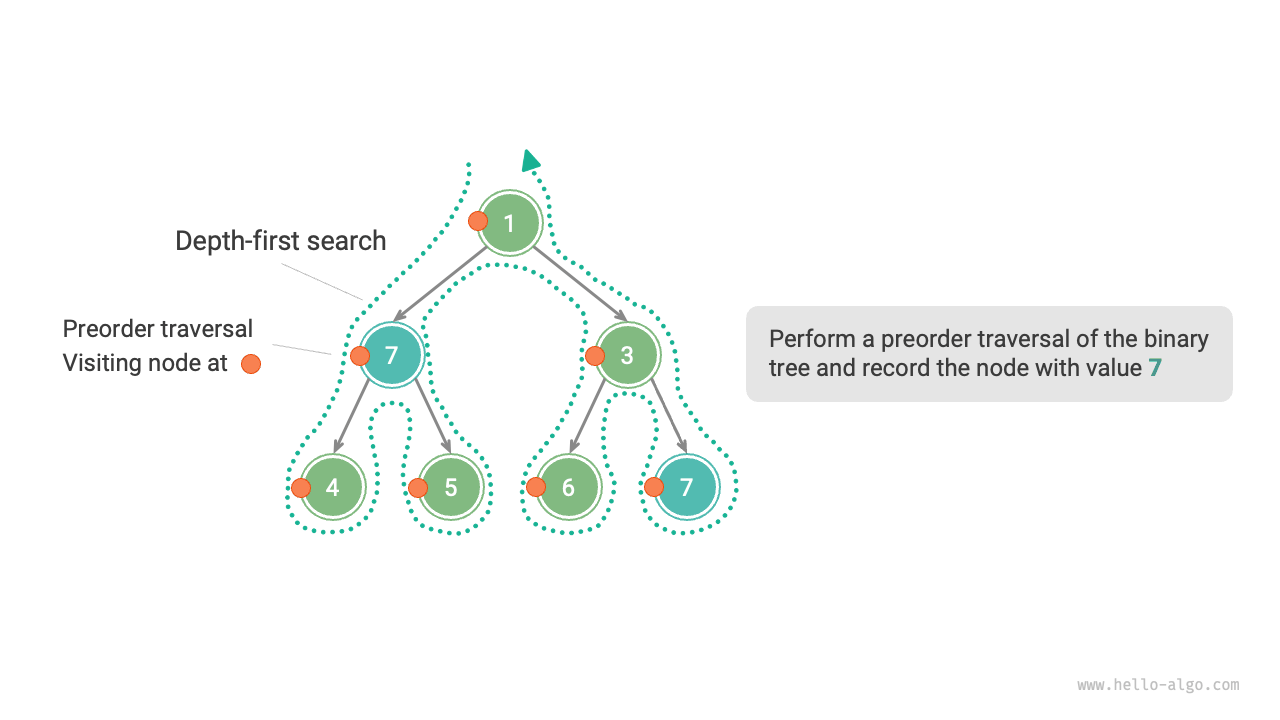 1
Depth-first search
Preorder traversal
Visiting node at
7
3
Perform a preorder traversal of the binary
tree and record the node with value 7
4
5
6
7
www.hello-algo.com